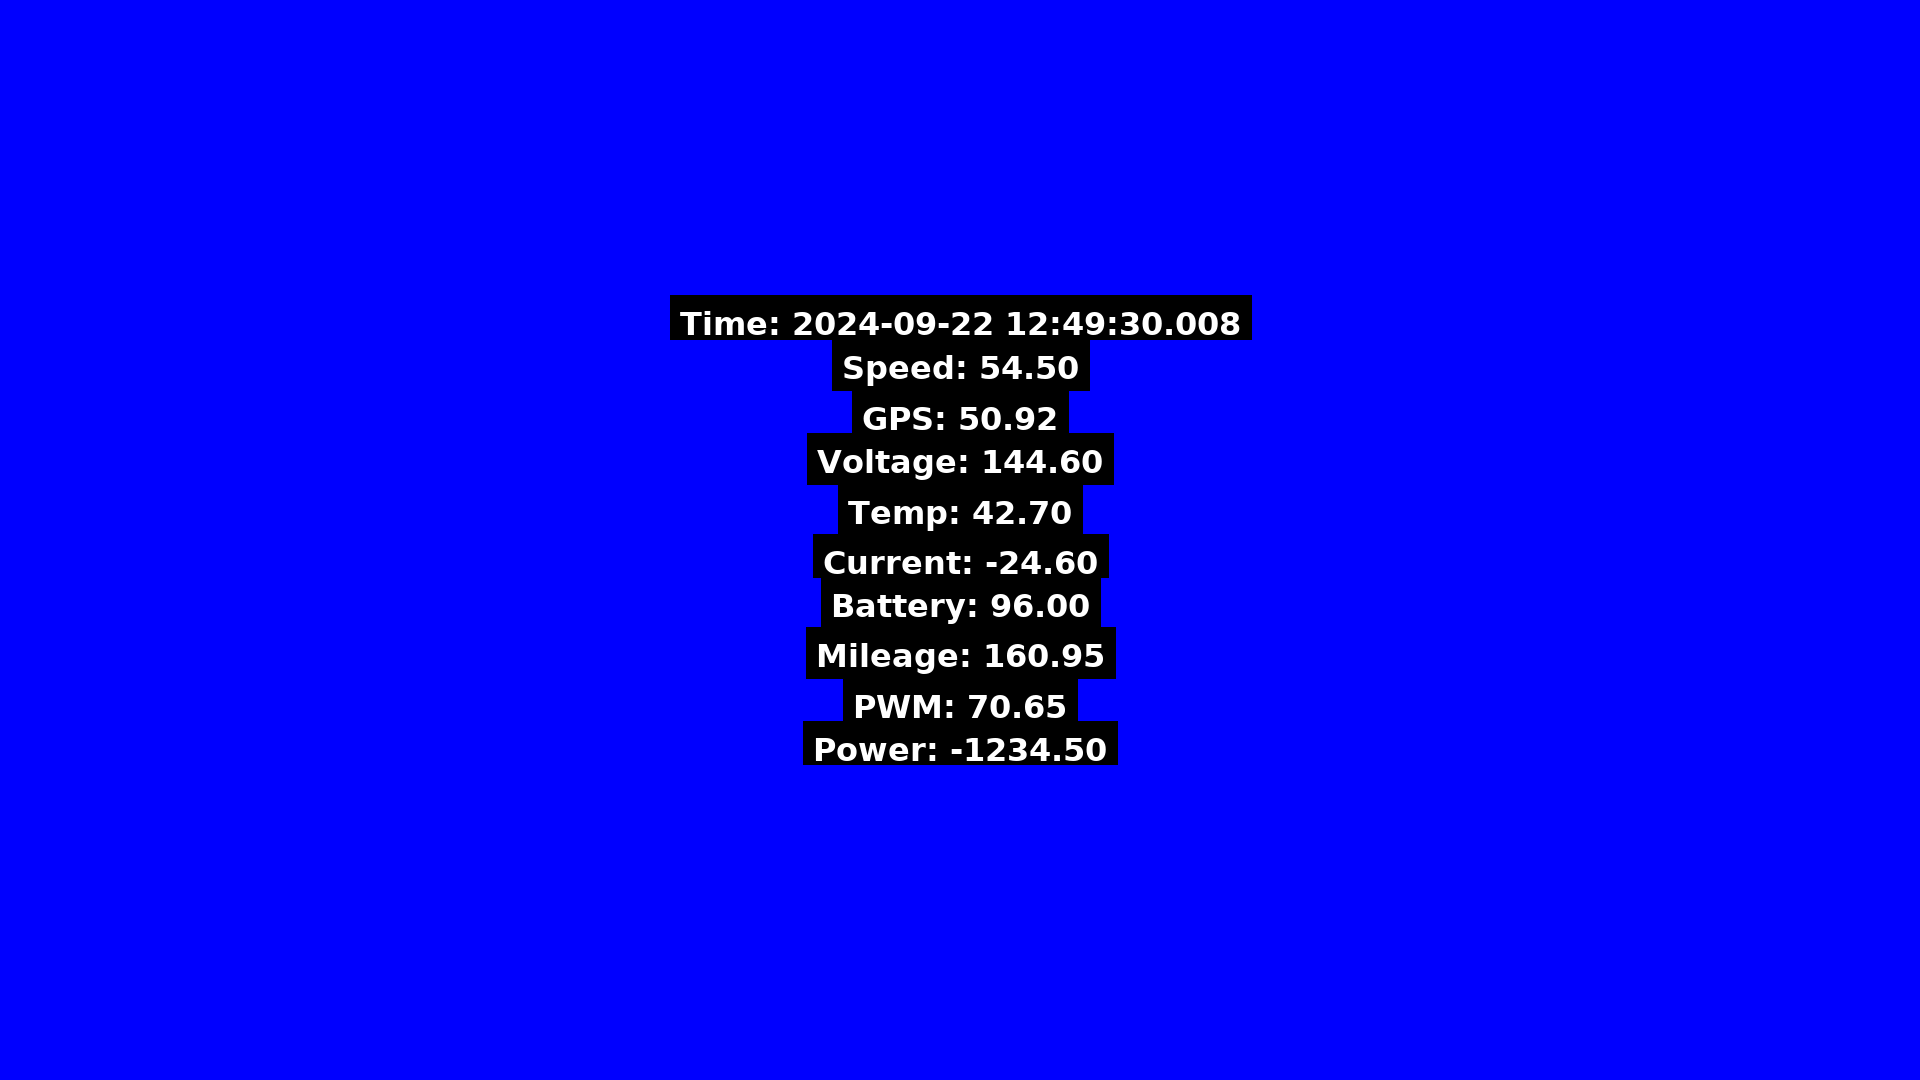 Time: 2024-09-22 12:49:30.008
Speed: 54.50
GPS: 50.92
Voltage: 144.60
Temp: 42.70
Current: -24.60
Battery: 96.00
Mileage: 160.95
PWM: 70.65
Power: -1234.50